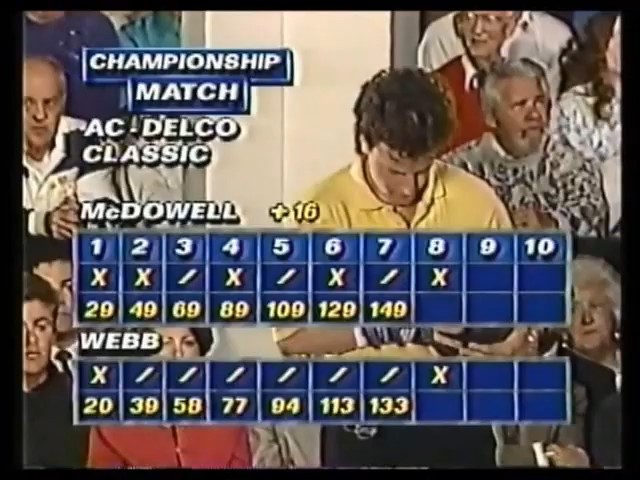 CHAMPIONSHIP
MATCH
AC-DELCO
CLASSIC
McDOWELL +16
1 2 3 4 5 6 7 8 9 10
X X / X / X / X
29 49 69 89 109 129 149
WEBB
X / / / / / / X
20 39 58 77 94 113 133